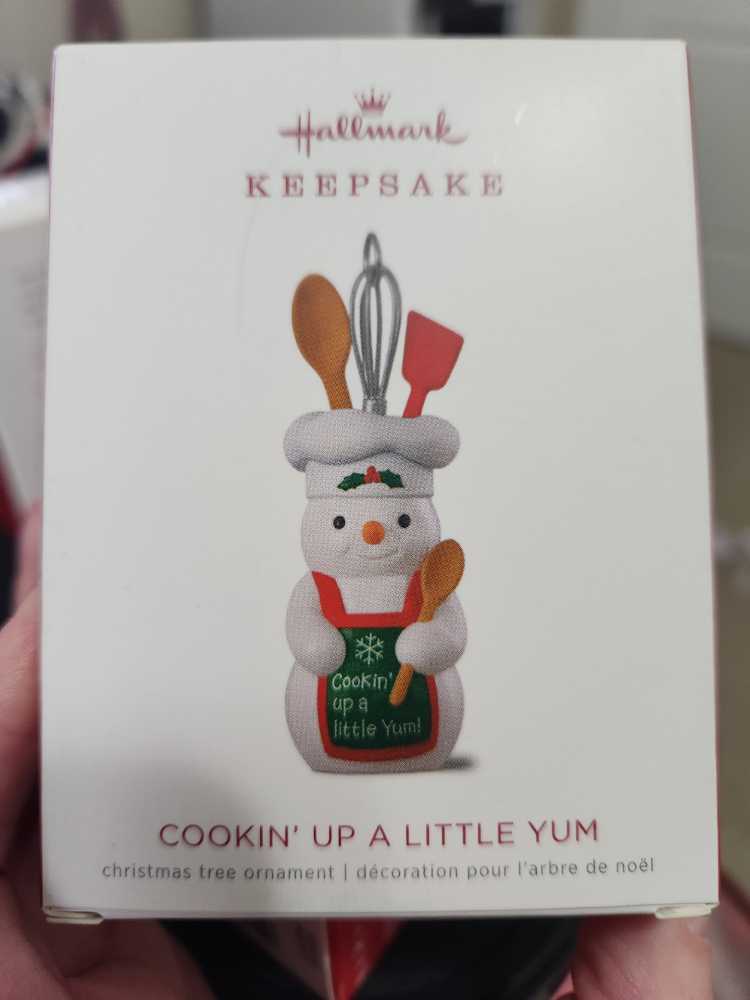 Hallmark
KEEPSAKE
Cookin'
up a
little Yum!
COOKIN' UP A LITTLE YUM
christmas tree ornament | décoration pour l'arbre de noël